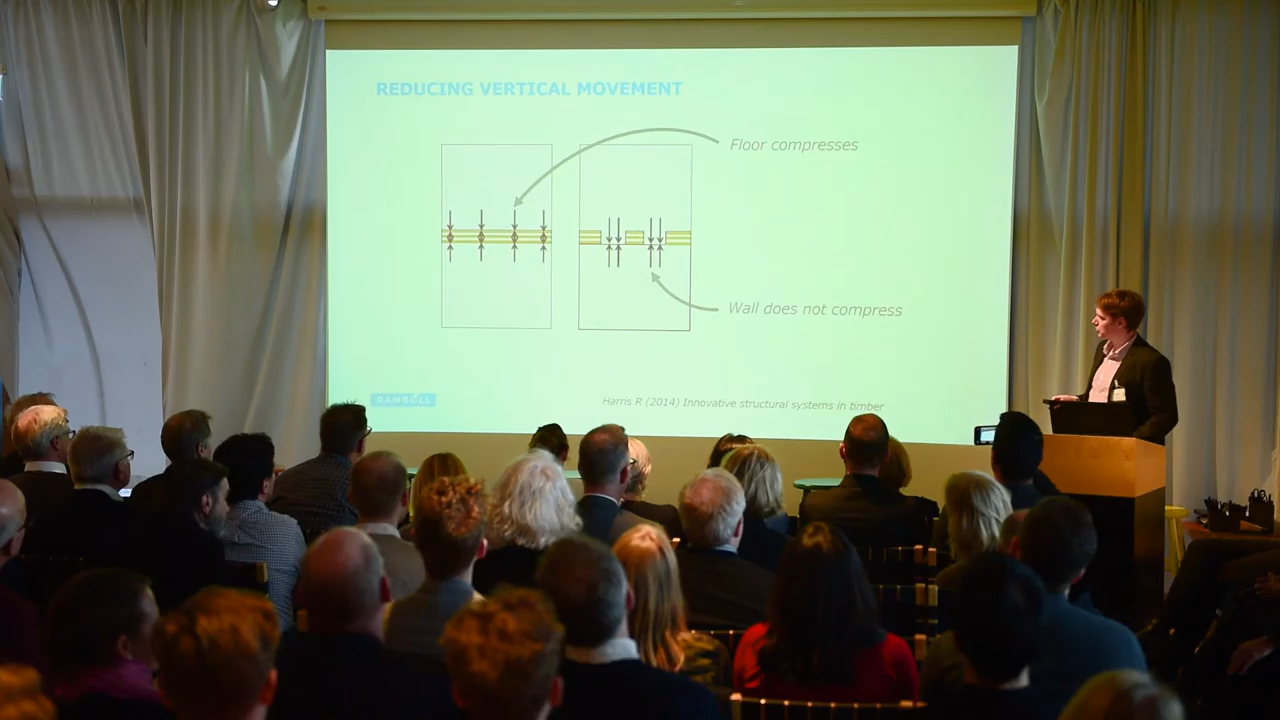 REDUCING VERTICAL MOVEMENT
Floor compresses
Wall does not compress
RAMBOLL
Harris R (2014) Innovative structural systems in timber